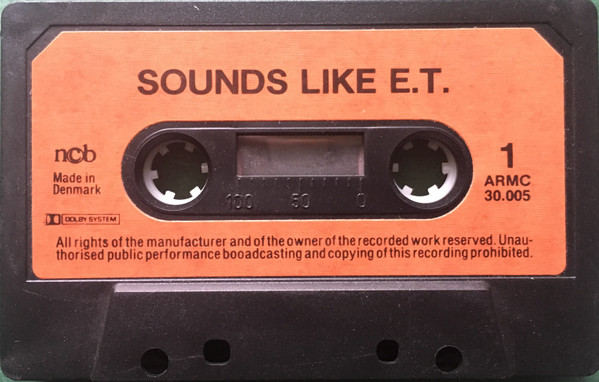 SOUNDS LIKE E.T.
ncb
Made in
Denmark
1
ARMC
30.005
100 50 0
DOLBY SYSTEM
All rights of the manufacturer and of the owner of the recorded work reserved. Unau-
thorised public performance booadcasting and copying of this recording prohibited.